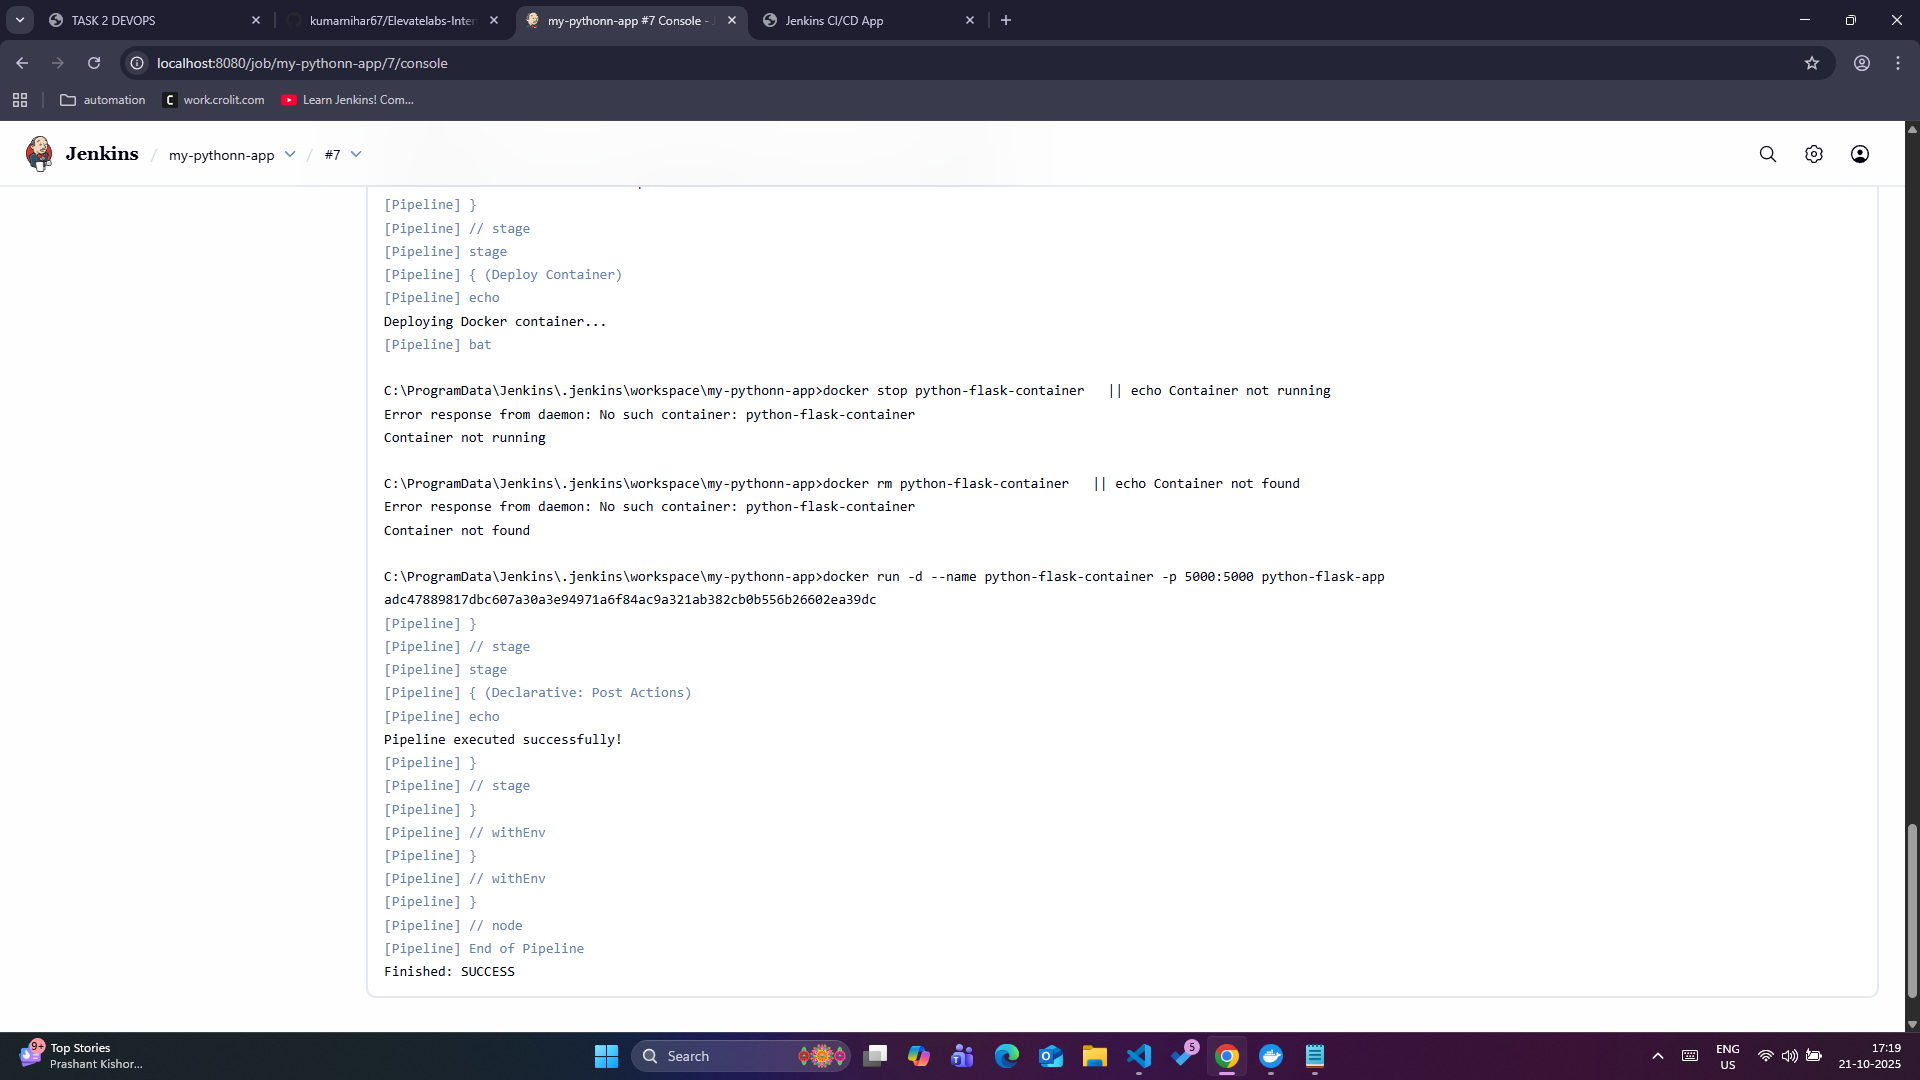 TASK 2 DEVOPS
kumarnihar67/Elevatelabs-Inter
my-pythonn-app #7 Console - J
Jenkins CI/CD App
localhost:8080/job/my-pythonn-app/7/console
automation
work.crolit.com
Learn Jenkins! Com...
Jenkins / my-pythonn-app / #7
[Pipeline] }
[Pipeline] // stage
[Pipeline] stage
[Pipeline] { (Deploy Container)
[Pipeline] echo
Deploying Docker container...
[Pipeline] bat
C:\ProgramData\Jenkins\.jenkins\workspace\my-pythonn-app>docker stop python-flask-container   || echo Container not running
Error response from daemon: No such container: python-flask-container
Container not running
C:\ProgramData\Jenkins\.jenkins\workspace\my-pythonn-app>docker rm python-flask-container   || echo Container not found
Error response from daemon: No such container: python-flask-container
Container not found
C:\ProgramData\Jenkins\.jenkins\workspace\my-pythonn-app>docker run -d --name python-flask-container -p 5000:5000 python-flask-app
adc47889817dbc607a30a3e94971a6f84ac9a321ab382cb0b556b26602ea39dc
[Pipeline] }
[Pipeline] // stage
[Pipeline] stage
[Pipeline] { (Declarative: Post Actions)
[Pipeline] echo
Pipeline executed successfully!
[Pipeline] }
[Pipeline] // stage
[Pipeline] }
[Pipeline] // withEnv
[Pipeline] }
[Pipeline] // withEnv
[Pipeline] }
[Pipeline] // node
[Pipeline] End of Pipeline
Finished: SUCCESS
9+
Top Stories
Prashant Kishor...
Search
5
ENG
US
17:19
21-10-2025